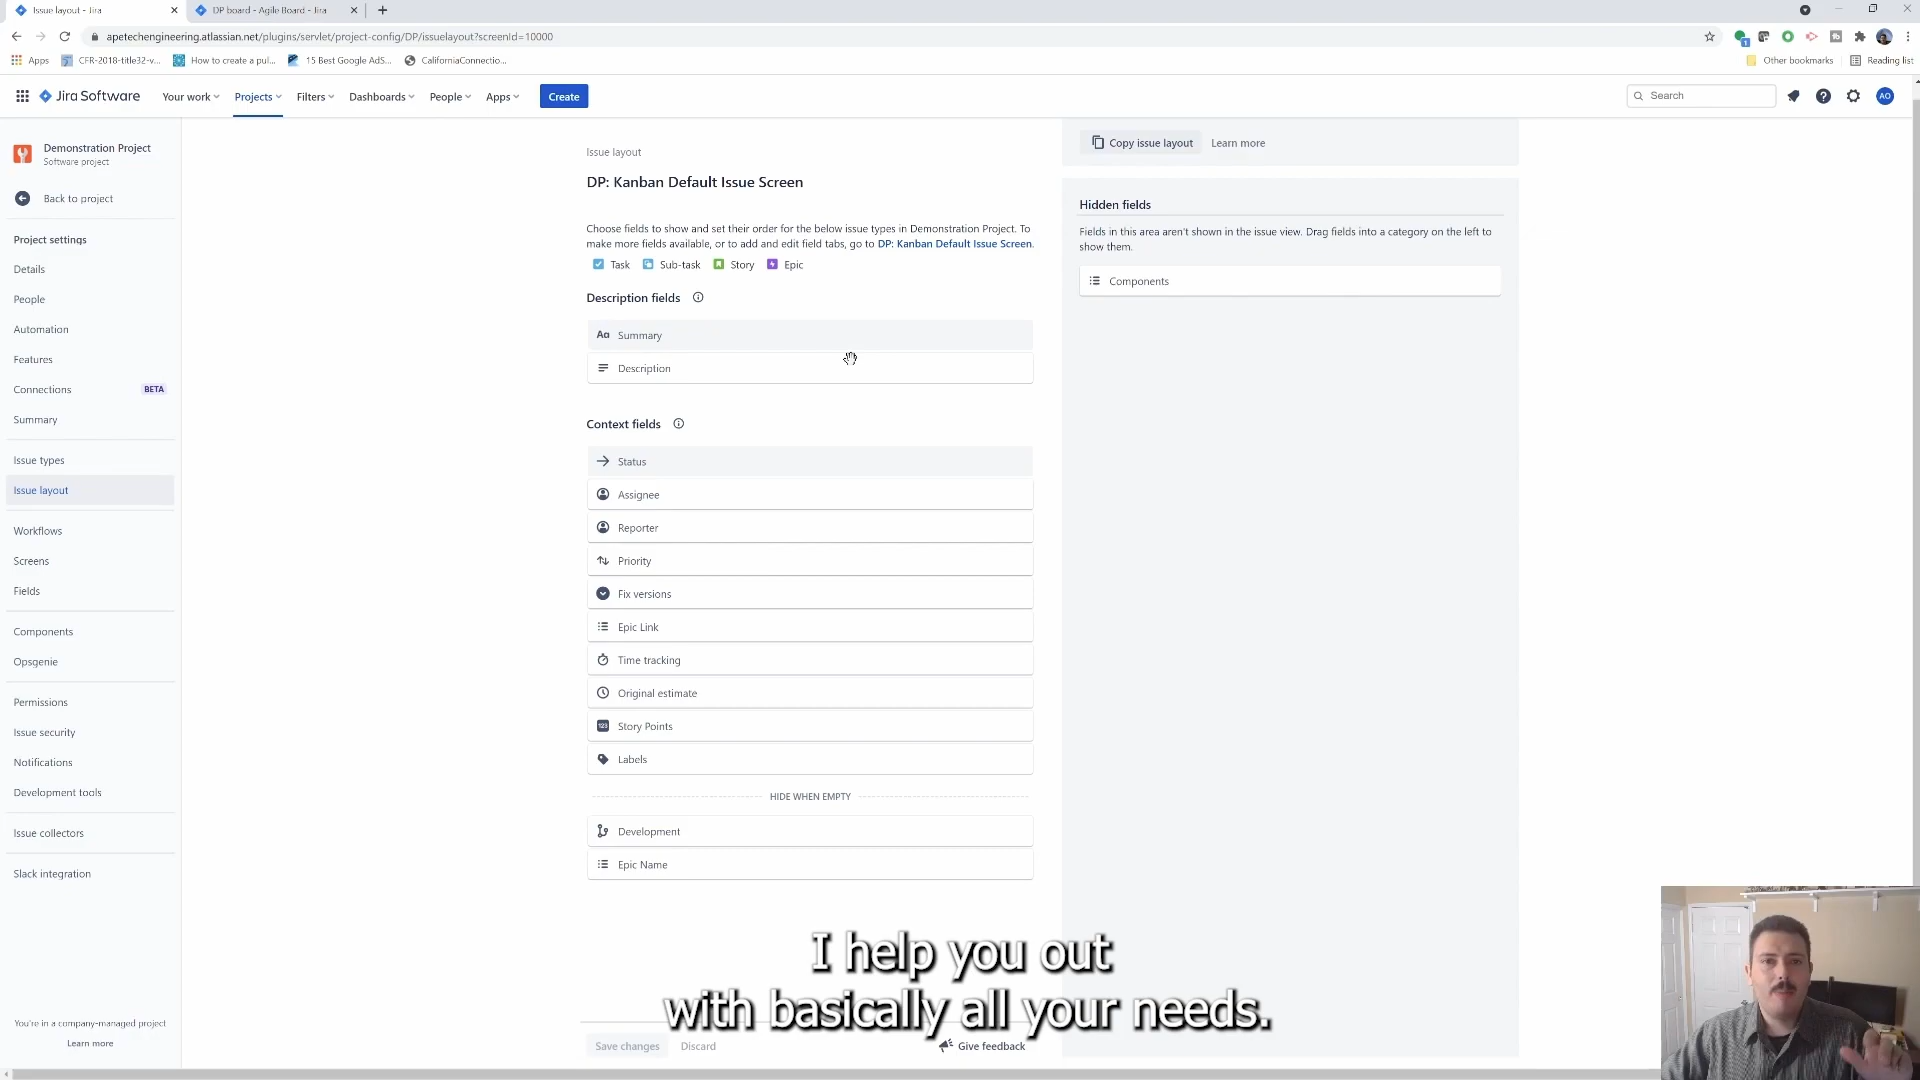 Issue layout - Jira
DP board - Agile Board - Jira
apetechengineering.atlassian.net/plugins/servlet/project-config/DP/issuelayout?screenId=10000
Apps
CFR-2018-title32-v...
How to create a pul...
15 Best Google AdS...
CaliforniaConnectio...
Other bookmarks
Reading list
Jira Software
Your work
Projects
Filters
Dashboards
People
Apps
Create
Search
AO
Demonstration Project
Software project
Back to project
Project settings
Details
People
Automation
Features
Connections BETA
Summary
Issue types
Issue layout
Workflows
Screens
Fields
Components
Opsgenie
Permissions
Issue security
Notifications
Development tools
Issue collectors
Slack integration
You're in a company-managed project
Learn more
Issue layout
DP: Kanban Default Issue Screen
Choose fields to show and set their order for the below issue types in Demonstration Project. To
make more fields available, or to add and edit field tabs, go to DP: Kanban Default Issue Screen.
Task Sub-task Story Epic
Description fields
Aa Summary
Description
Context fields
Status
Assignee
Reporter
Priority
Fix versions
Epic Link
Time tracking
Original estimate
123 Story Points
Labels
HIDE WHEN EMPTY
Development
Epic Name
Save changes
Discard
Give feedback
Copy issue layout
Learn more
Hidden fields
Fields in this area aren't shown in the issue view. Drag fields into a category on the left to
show them.
Components
I help you out
with basically all your needs.